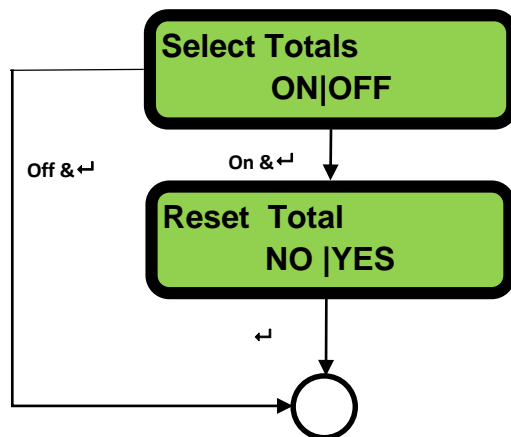 Select Totals
ON|OFF
Off & ↵
On & ↵
Reset Total
NO |YES
↵